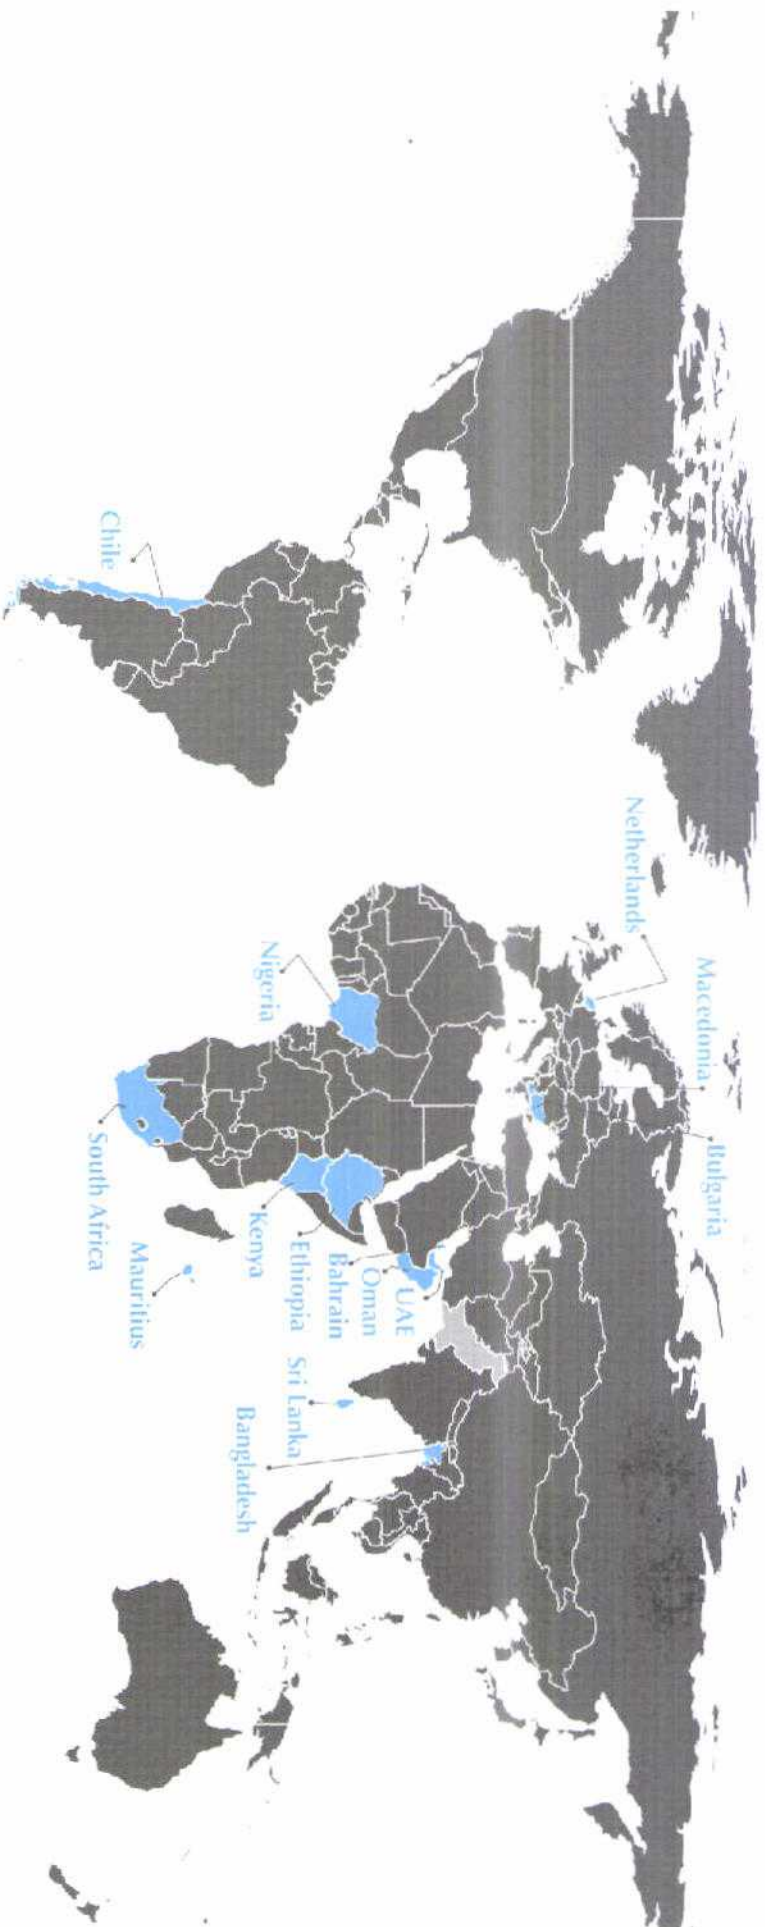 Netherlands
Macedonia
Bulgaria
Chile
Nigeria
UAE
Oman
Bahrain
Ethiopia
Kenya
Sri Lanka
Bangladesh
Mauritius
South Africa